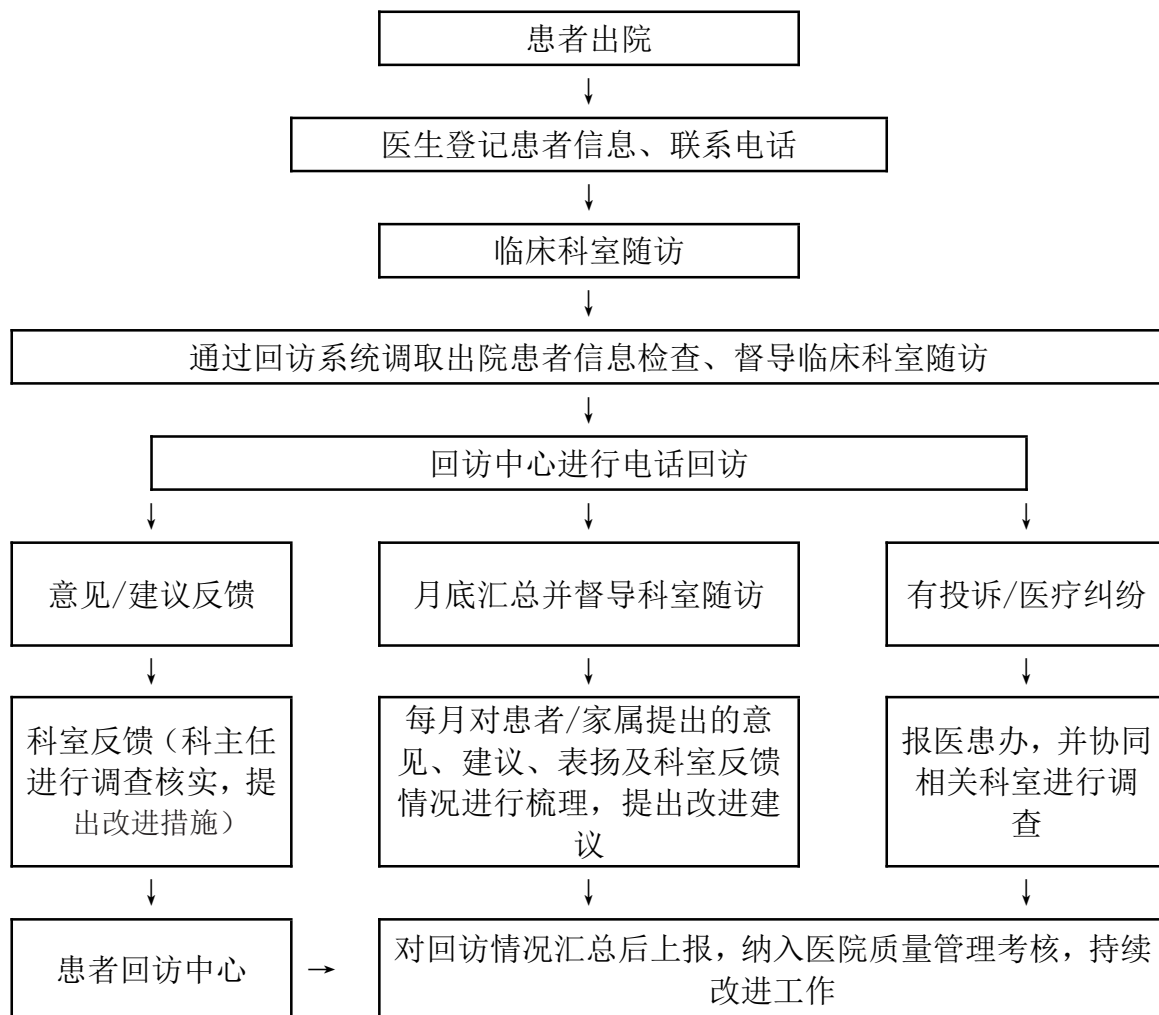 患者出院
↓
医生登记患者信息、联系电话
↓
临床科室随访
↓
通过回访系统调取出院患者信息检查、督导临床科室随访
↓
回访中心进行电话回访
↓ ↓ ↓
意见/建议反馈
月底汇总并督导科室随访
有投诉/医疗纠纷
↓ ↓ ↓
科室反馈（科主任
进行调查核实，提
出改进措施）
每月对患者/家属提出的意
见、建议、表扬及科室反馈
情况进行梳理，提出改进建
议
报医患办，并协同
相关科室进行调
查
↓ ↓ ↓
患者回访中心
→
对回访情况汇总后上报，纳入医院质量管理考核，持续
改进工作